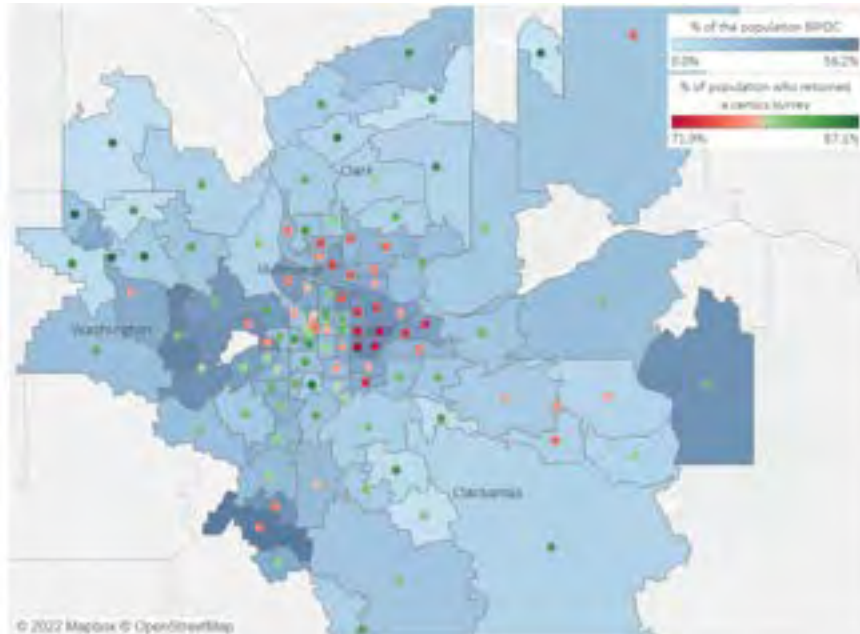 % of the population BIPOC
0.0% 56.2%
% of population who returned
a census survey
71.9% 87.1%
Clark
Washington
Clackamas
© 2022 Mapbox © OpenStreetMap